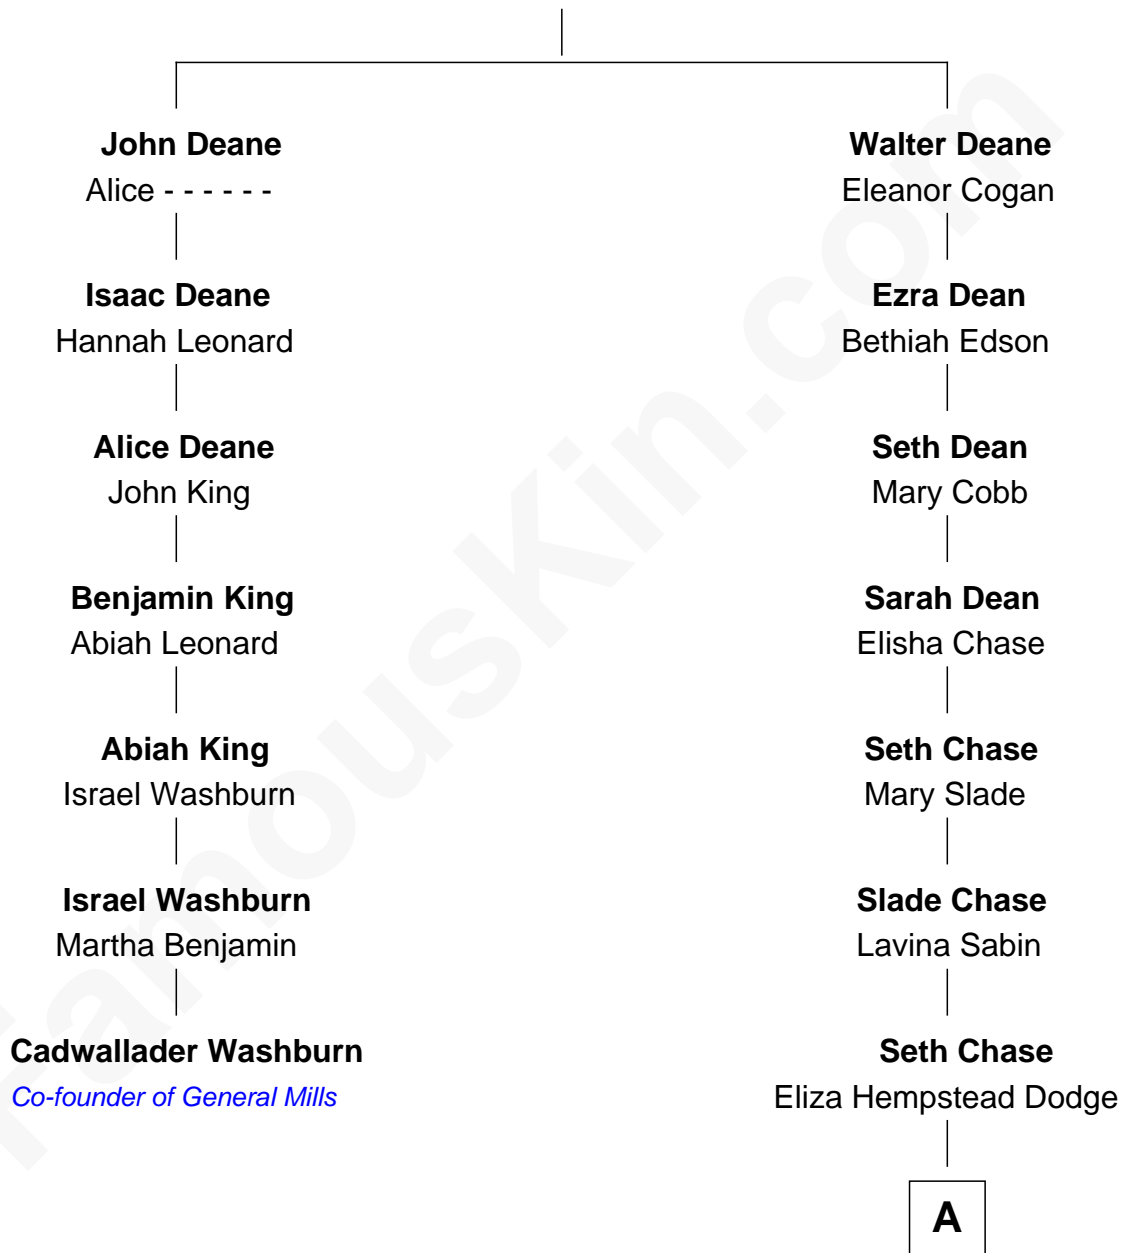 John Deane
Alice - - - - - -
Isaac Deane
Hannah Leonard
Alice Deane
John King
Benjamin King
Abiah Leonard
Abiah King
Israel Washburn
Israel Washburn
Martha Benjamin
Cadwallader Washburn
Co-founder of General Mills
Walter Deane
Eleanor Cogan
Ezra Dean
Bethiah Edson
Seth Dean
Mary Cobb
Sarah Dean
Elisha Chase
Seth Chase
Mary Slade
Slade Chase
Lavina Sabin
Seth Chase
Eliza Hempstead Dodge
A
FamousKin.com